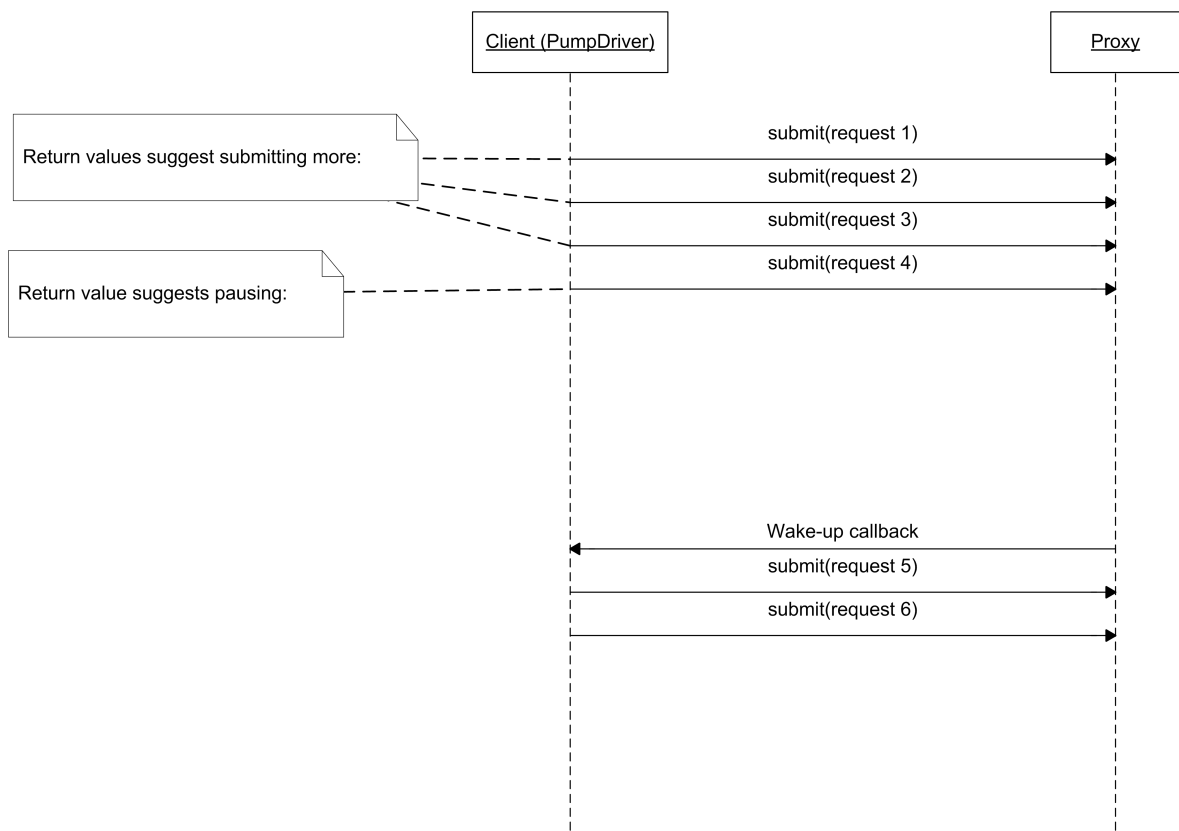 Client (PumpDriver)
Proxy
submit(request 1)
Return values suggest submitting more:
submit(request 2)
submit(request 3)
submit(request 4)
Return value suggests pausing:
Wake-up callback
submit(request 5)
submit(request 6)